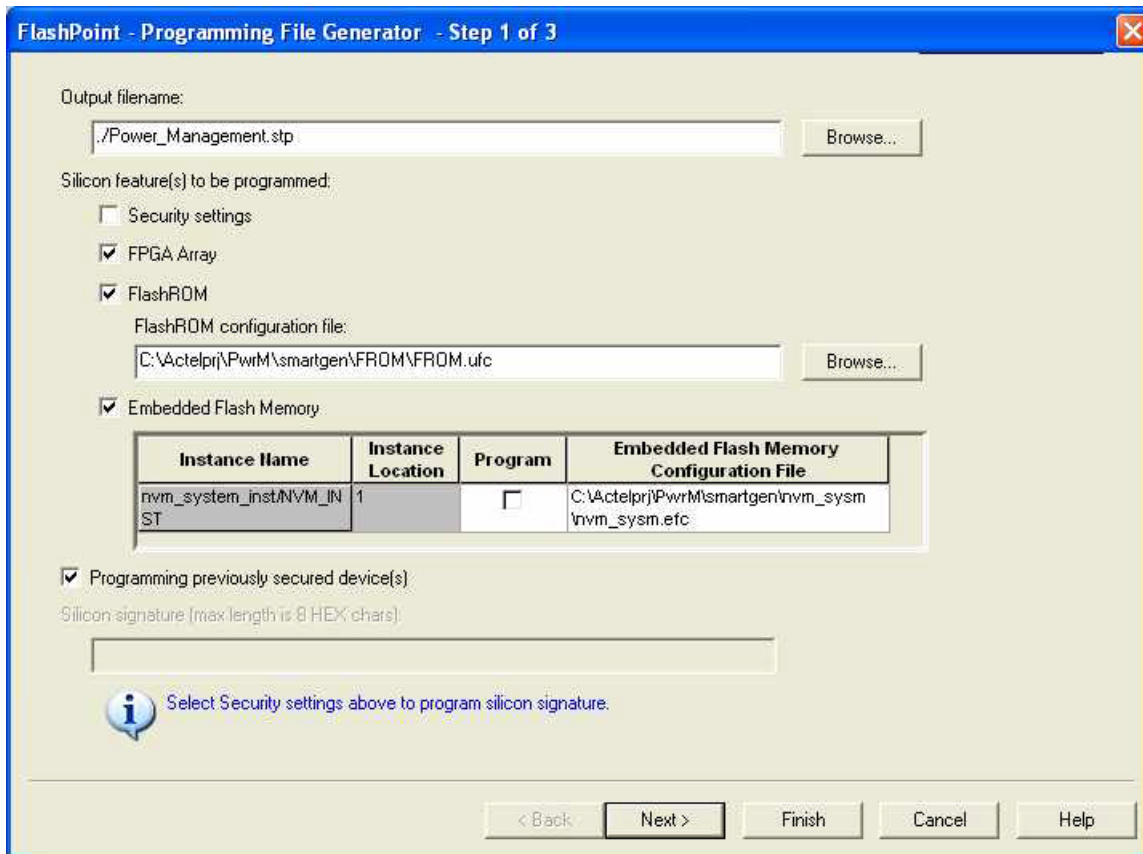 FlashPoint - Programming File Generator - Step 1 of 3
Output filename:
./Power_Management.stp
Browse...
Silicon feature(s) to be programmed:
Security settings
FPGA Array
FlashROM
FlashROM configuration file:
C:\Actelprj\PwrM\smartgen\FROM\FROM.ufc
Browse...
Embedded Flash Memory
Instance Name
Instance
Location
Program
Embedded Flash Memory
Configuration File
nvm_system_inst/NVM_IN
ST
1
C:\Actelprj\PwrM\smartgen\nvm_sysm
\nvm_sysm.efc
Programming previously secured device(s)
Silicon signature (max length is 8 HEX chars):
Select Security settings above to program silicon signature.
< Back
Next >
Finish
Cancel
Help